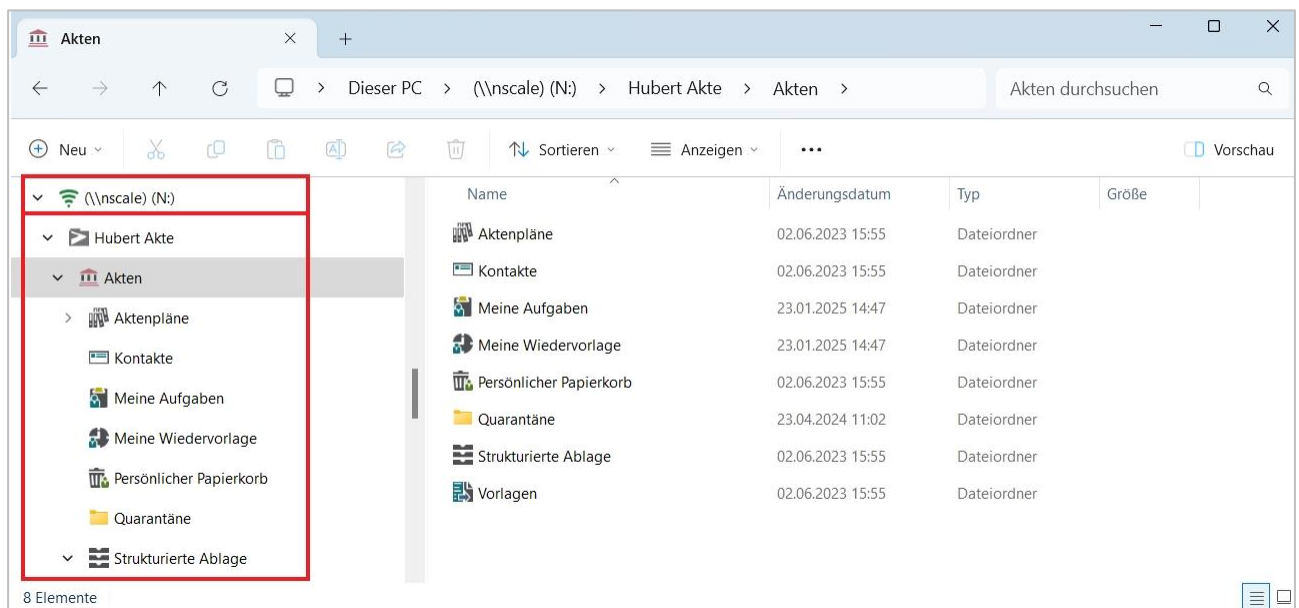 Akten
Dieser PC > (\\nscale) (N:) > Hubert Akte > Akten >
Akten durchsuchen
Neu
Sortieren
Anzeigen
Vorschau
(\\nscale) (N:)
Hubert Akte
Akten
Aktenpläne
Kontakte
Meine Aufgaben
Meine Wiedervorlage
Persönlicher Papierkorb
Quarantäne
Strukturierte Ablage
Name Änderungsdatum Typ Größe
Aktenpläne 02.06.2023 15:55 Dateiordner
Kontakte 02.06.2023 15:55 Dateiordner
Meine Aufgaben 23.01.2025 14:47 Dateiordner
Meine Wiedervorlage 23.01.2025 14:47 Dateiordner
Persönlicher Papierkorb 02.06.2023 15:55 Dateiordner
Quarantäne 23.04.2024 11:02 Dateiordner
Strukturierte Ablage 02.06.2023 15:55 Dateiordner
Vorlagen 02.06.2023 15:55 Dateiordner
8 Elemente